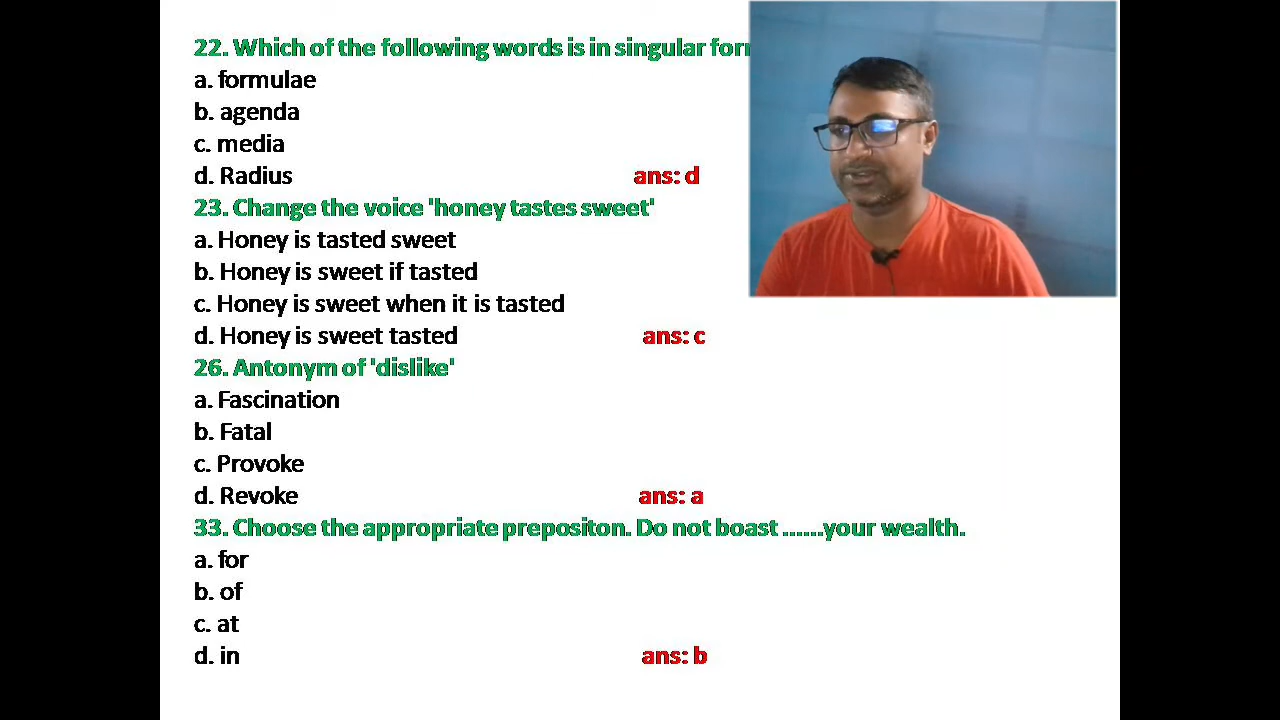 22. Which of the following words is in singular
a. formulae
b. agenda
c. media
d. Radius ans: d
23. Change the voice 'honey tastes sweet'
a. Honey is tasted sweet
b. Honey is sweet if tasted
c. Honey is sweet when it is tasted
d. Honey is sweet tasted ans: c
26. Antonym of 'dislike'
a. Fascination
b. Fatal
c. Provoke
d. Revoke ans: a
33. Choose the appropriate prepositon. Do not boast ......your wealth.
a. for
b. of
c. at
d. in ans: b